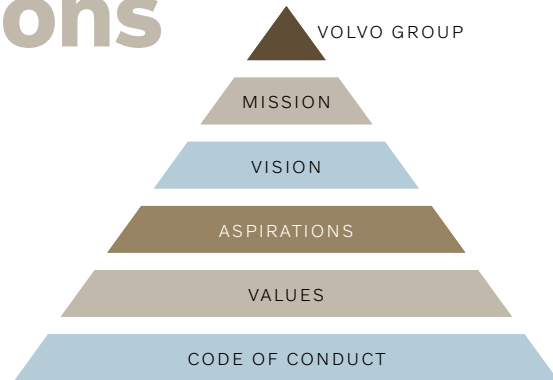 ons
VOLVO GROUP
MISSION
VISION
ASPIRATIONS
VALUES
CODE OF CONDUCT